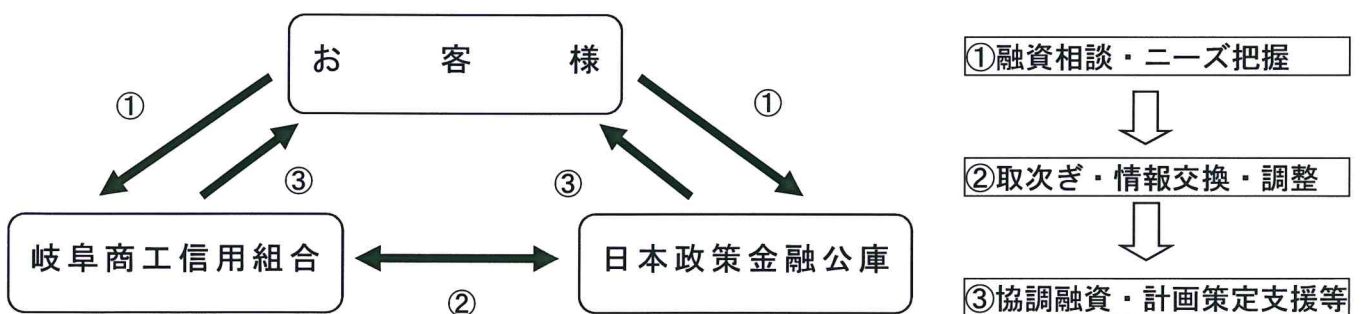 お客様
①
①
③
③
岐阜商工信用組合
日本政策金融公庫
②
①融資相談・ニーズ把握
②取次ぎ・情報交換・調整
③協調融資・計画策定支援等